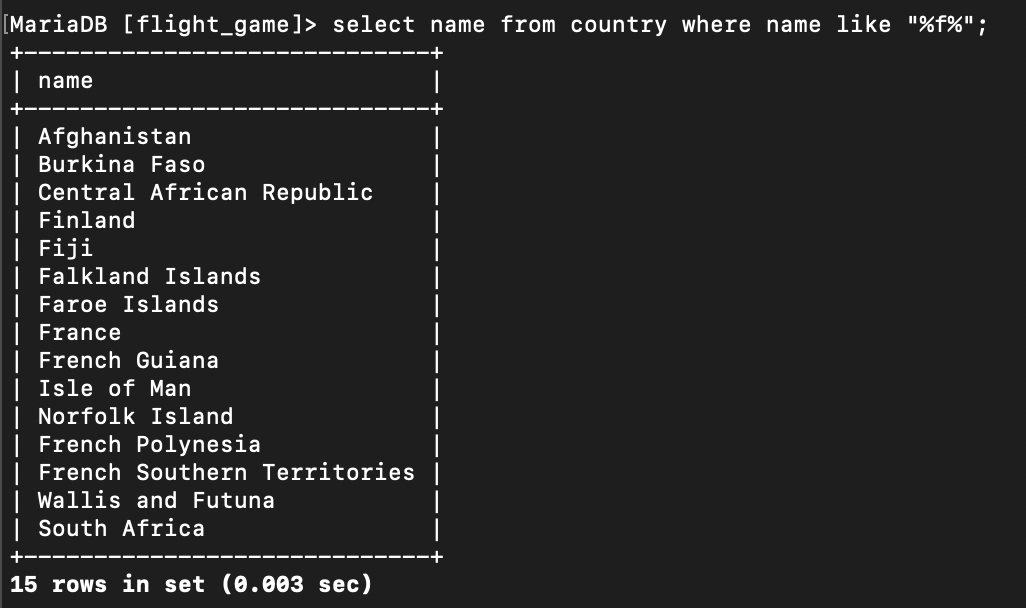 [MariaDB [flight_game]> select name from country where name like "%f%";
+------------------------------+
| name                         |
+------------------------------+
| Afghanistan                  |
| Burkina Faso                 |
| Central African Republic     |
| Finland                      |
| Fiji                         |
| Falkland Islands             |
| Faroe Islands                |
| France                       |
| French Guiana                |
| Isle of Man                  |
| Norfolk Island               |
| French Polynesia             |
| French Southern Territories  |
| Wallis and Futuna            |
| South Africa                 |
+------------------------------+
15 rows in set (0.003 sec)